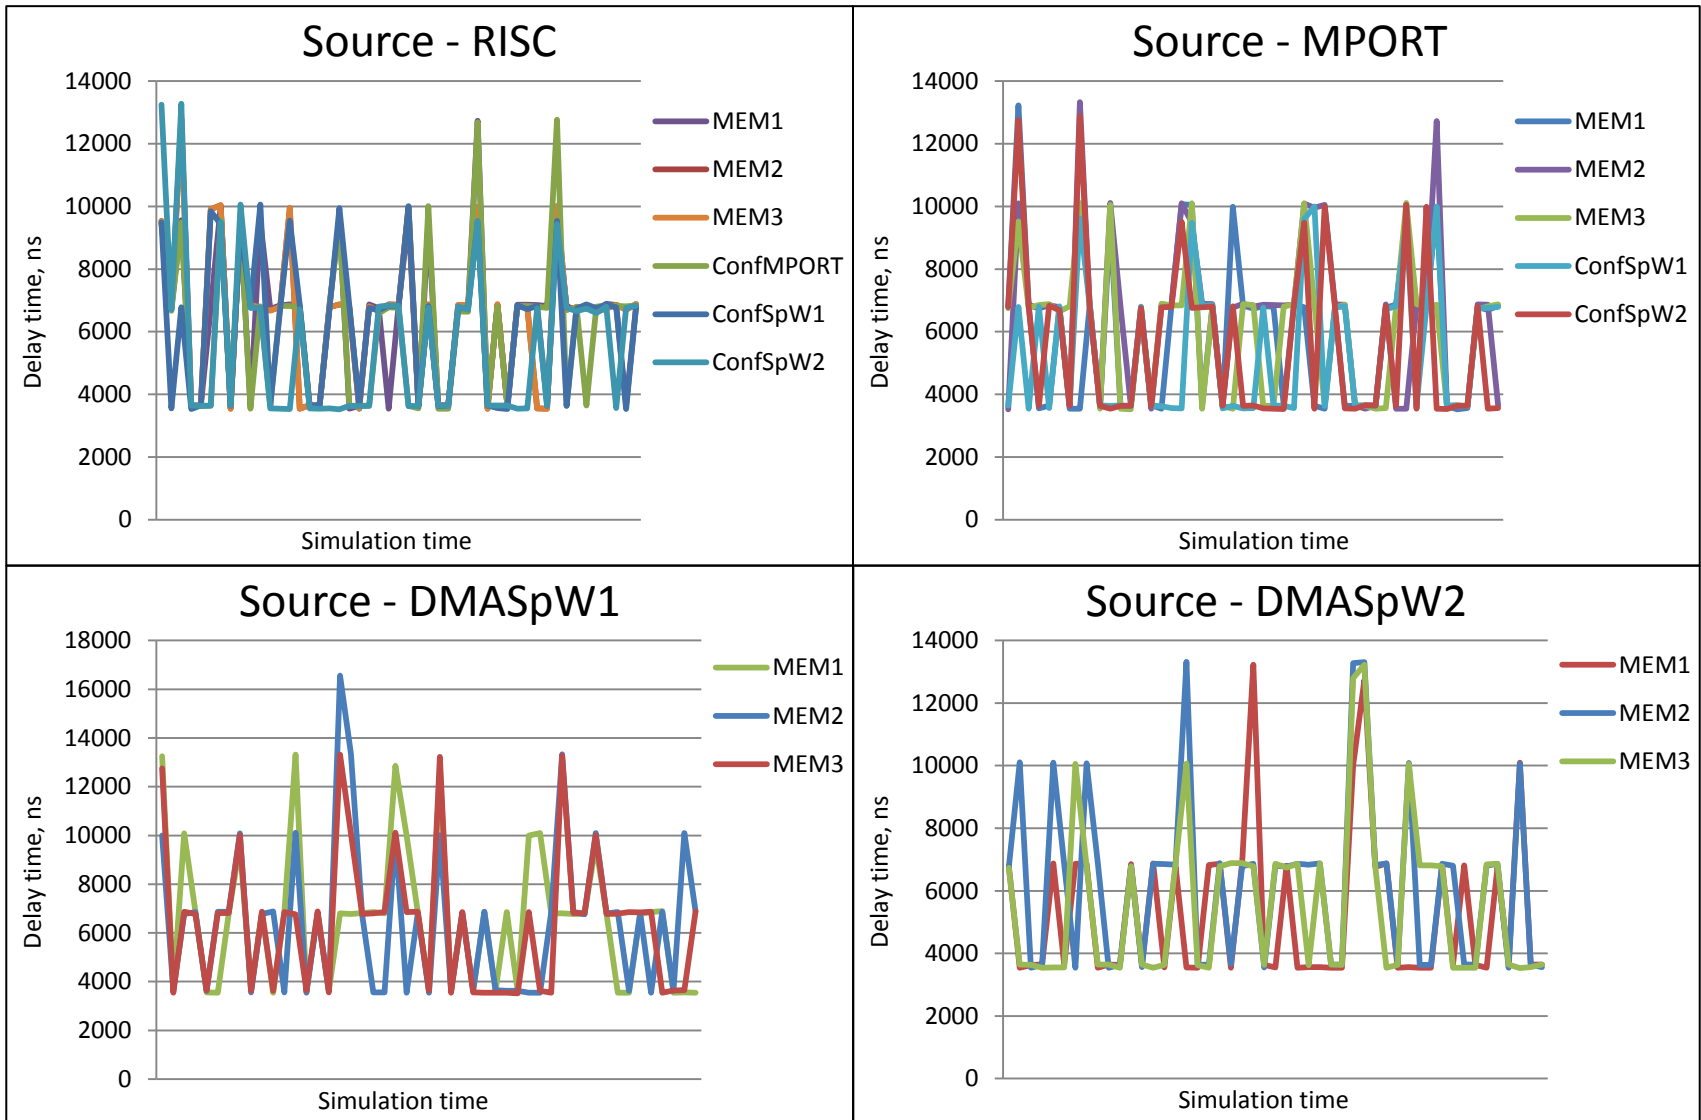 Source - RISC
14000
12000
10000
8000
6000
4000
2000
0
Delay time, ns
Simulation time
MEM1
MEM2
MEM3
ConfMPORT
ConfSpW1
ConfSpW2
Source - MPORT
14000
12000
10000
8000
6000
4000
2000
0
Delay time, ns
Simulation time
MEM1
MEM2
MEM3
ConfSpW1
ConfSpW2
Source - DMASpW1
18000
16000
14000
12000
10000
8000
6000
4000
2000
0
Delay time, ns
Simulation time
MEM1
MEM2
MEM3
Source - DMASpW2
14000
12000
10000
8000
6000
4000
2000
0
Delay time, ns
Simulation time
MEM1
MEM2
MEM3